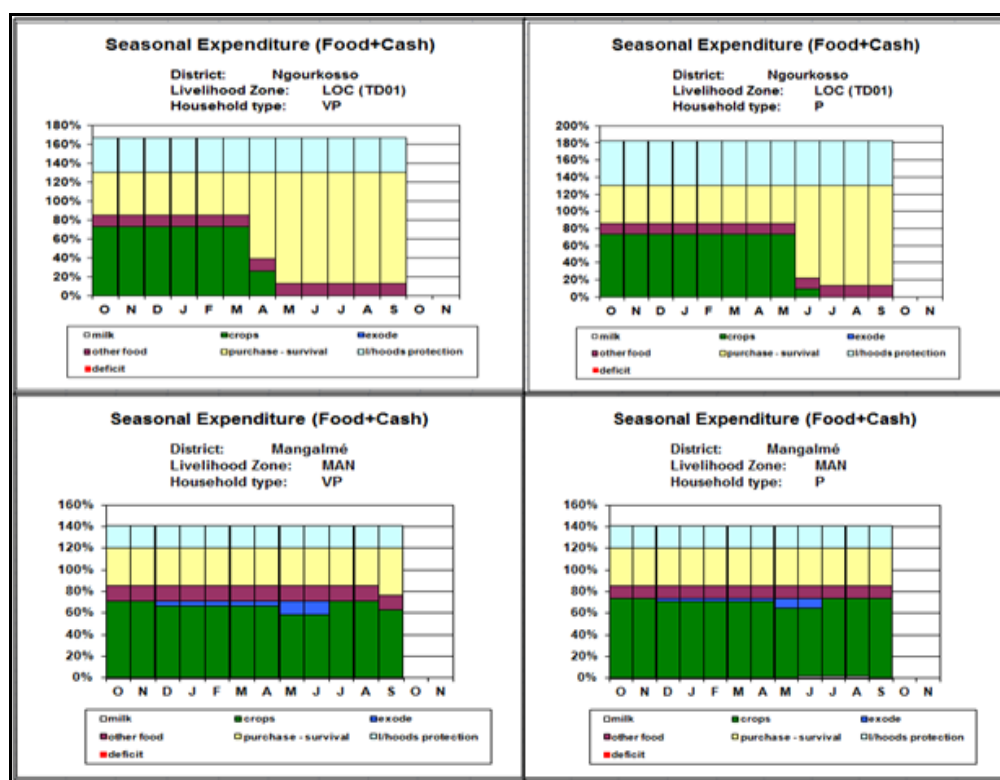 Seasonal Expenditure (Food+Cash)
District: Ngourkosso
Livelihood Zone: LOC (TD01)
Household type: VP
180%
160%
140%
120%
100%
80%
60%
40%
20%
0%
O N D J F M A M J J A S O N
milk crops exode
other food purchase - survival l/hoods protection
deficit
Seasonal Expenditure (Food+Cash)
District: Ngourkosso
Livelihood Zone: LOC (TD01)
Household type: P
200%
180%
160%
140%
120%
100%
80%
60%
40%
20%
0%
O N D J F M A M J J A S O N
milk crops exode
other food purchase - survival l/hoods protection
deficit
Seasonal Expenditure (Food+Cash)
District: Mangalmé
Livelihood Zone: MAN
Household type: VP
160%
140%
120%
100%
80%
60%
40%
20%
0%
O N D J F M A M J J A S O N
milk crops exode
other food purchase - survival l/hoods protection
deficit
Seasonal Expenditure (Food+Cash)
District: Mangalmé
Livelihood Zone: MAN
Household type: P
160%
140%
120%
100%
80%
60%
40%
20%
0%
O N D J F M A M J J A S O N
milk crops exode
other food purchase - survival l/hoods protection
deficit